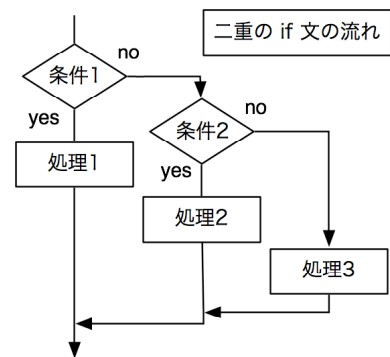 二重の if 文の流れ
no
条件1
yes
no
条件2
処理1
yes
処理2
処理3